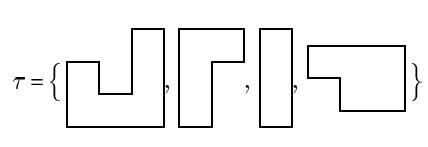 τ = { , , , }